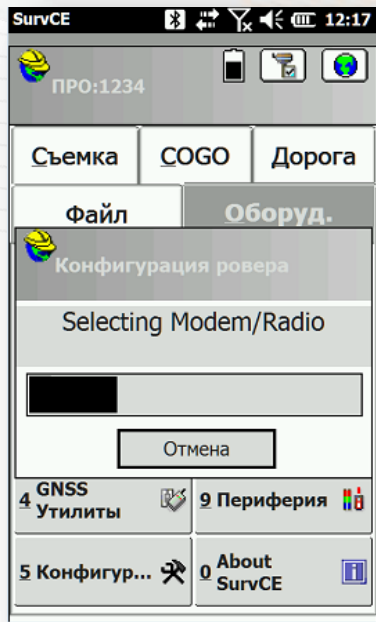 SurvCE 12:17
ПРО:1234
Съемка COGO Дорога
Файл Оборуд.
Конфигурация ровера
Selecting Modem/Radio
Отмена
4 GNSS Утилиты 9 Периферия
5 Конфигур... 0 About SurvCE